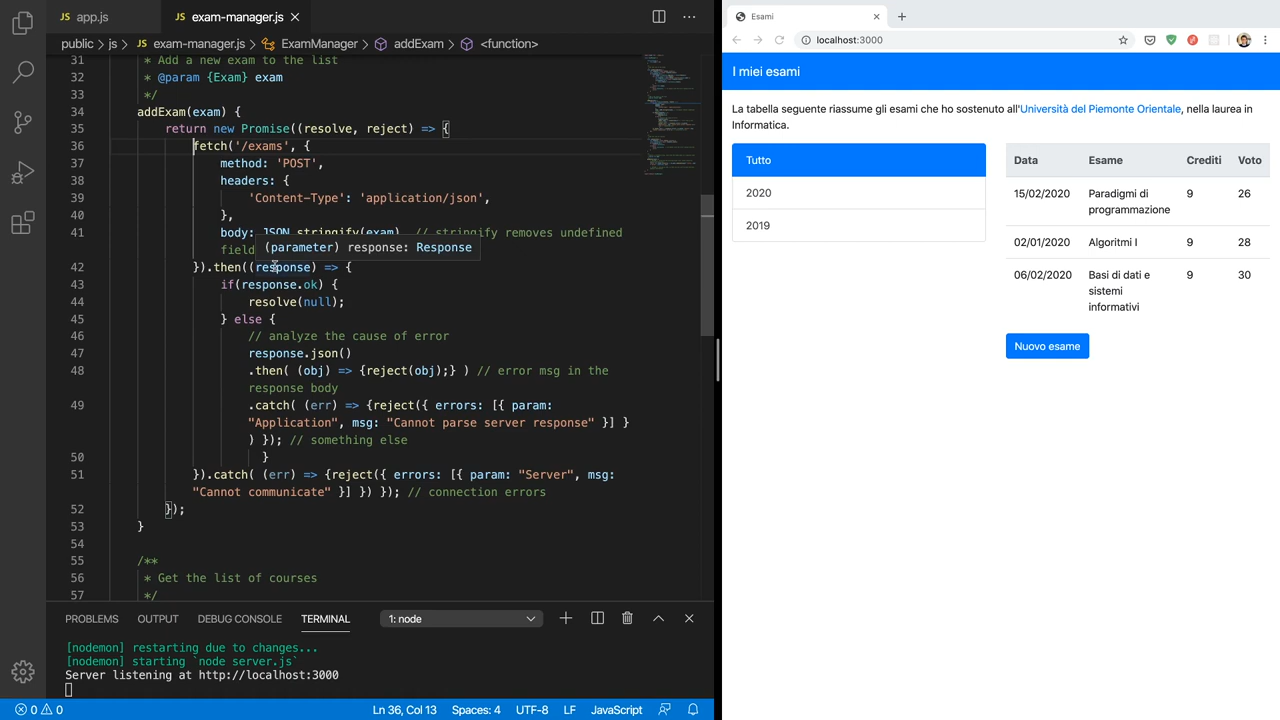 app.js
exam-manager.js
public > js > exam-manager.js > ExamManager > addExam > <function>
31 * Add a new exam to the list
32 * @param {Exam} exam
33 */
34 addExam(exam) {
35 return new Promise((resolve, reject) => {
36 fetch('/exams', {
37 method: 'POST',
38 headers: {
39 'Content-Type': 'application/json',
40 },
41 body: JSON.stringify(exam), // stringify removes undefined
field
(parameter) response: Response
42 }).then((response) => {
43 if(response.ok) {
44 resolve(null);
45 } else {
46 // analyze the cause of error
47 response.json()
48 .then( (obj) => {reject(obj);} ) // error msg in the
response body
49 .catch( (err) => {reject({ errors: [{ param:
"Application", msg: "Cannot parse server response" }] }
) }); // something else
50 }
51 }).catch( (err) => {reject({ errors: [{ param: "Server", msg:
"Cannot communicate" }] }) }); // connection errors
52 });
53 }
54
55 /**
56 * Get the list of courses
57 */
PROBLEMS OUTPUT DEBUG CONSOLE TERMINAL 1: node
[nodemon] restarting due to changes...
[nodemon] starting `node server.js`
Server listening at http://localhost:3000
0 0 Ln 36, Col 13 Spaces: 4 UTF-8 LF JavaScript
Esami
localhost:3000
I miei esami
La tabella seguente riassume gli esami che ho sostenuto all'Università del Piemonte Orientale, nella laurea in
Informatica.
Tutto
2020
2019
Data Esame Crediti Voto
15/02/2020 Paradigmi di 9 26
programmazione
02/01/2020 Algoritmi I 9 28
06/02/2020 Basi di dati e 9 30
sistemi
informativi
Nuovo esame